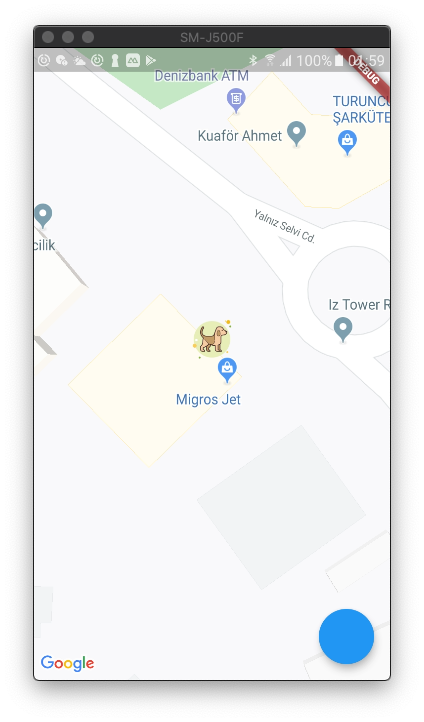 SM-J500F
100% 01:59
DEBUG
Denizbank ATM
TURUNCU
ŞARKÜTE
Kuaför Ahmet
Yalnız Selvi Cd.
cilik
Iz Tower R
Migros Jet
Google